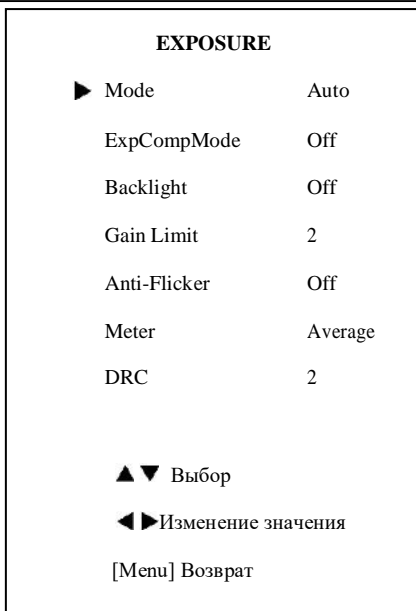 EXPOSURE
▶ Mode Auto
ExpCompMode Off
Backlight Off
Gain Limit 2
Anti-Flicker Off
Meter Average
DRC 2
▲▼ Выбор
◀▶Изменение значения
[Menu] Возврат